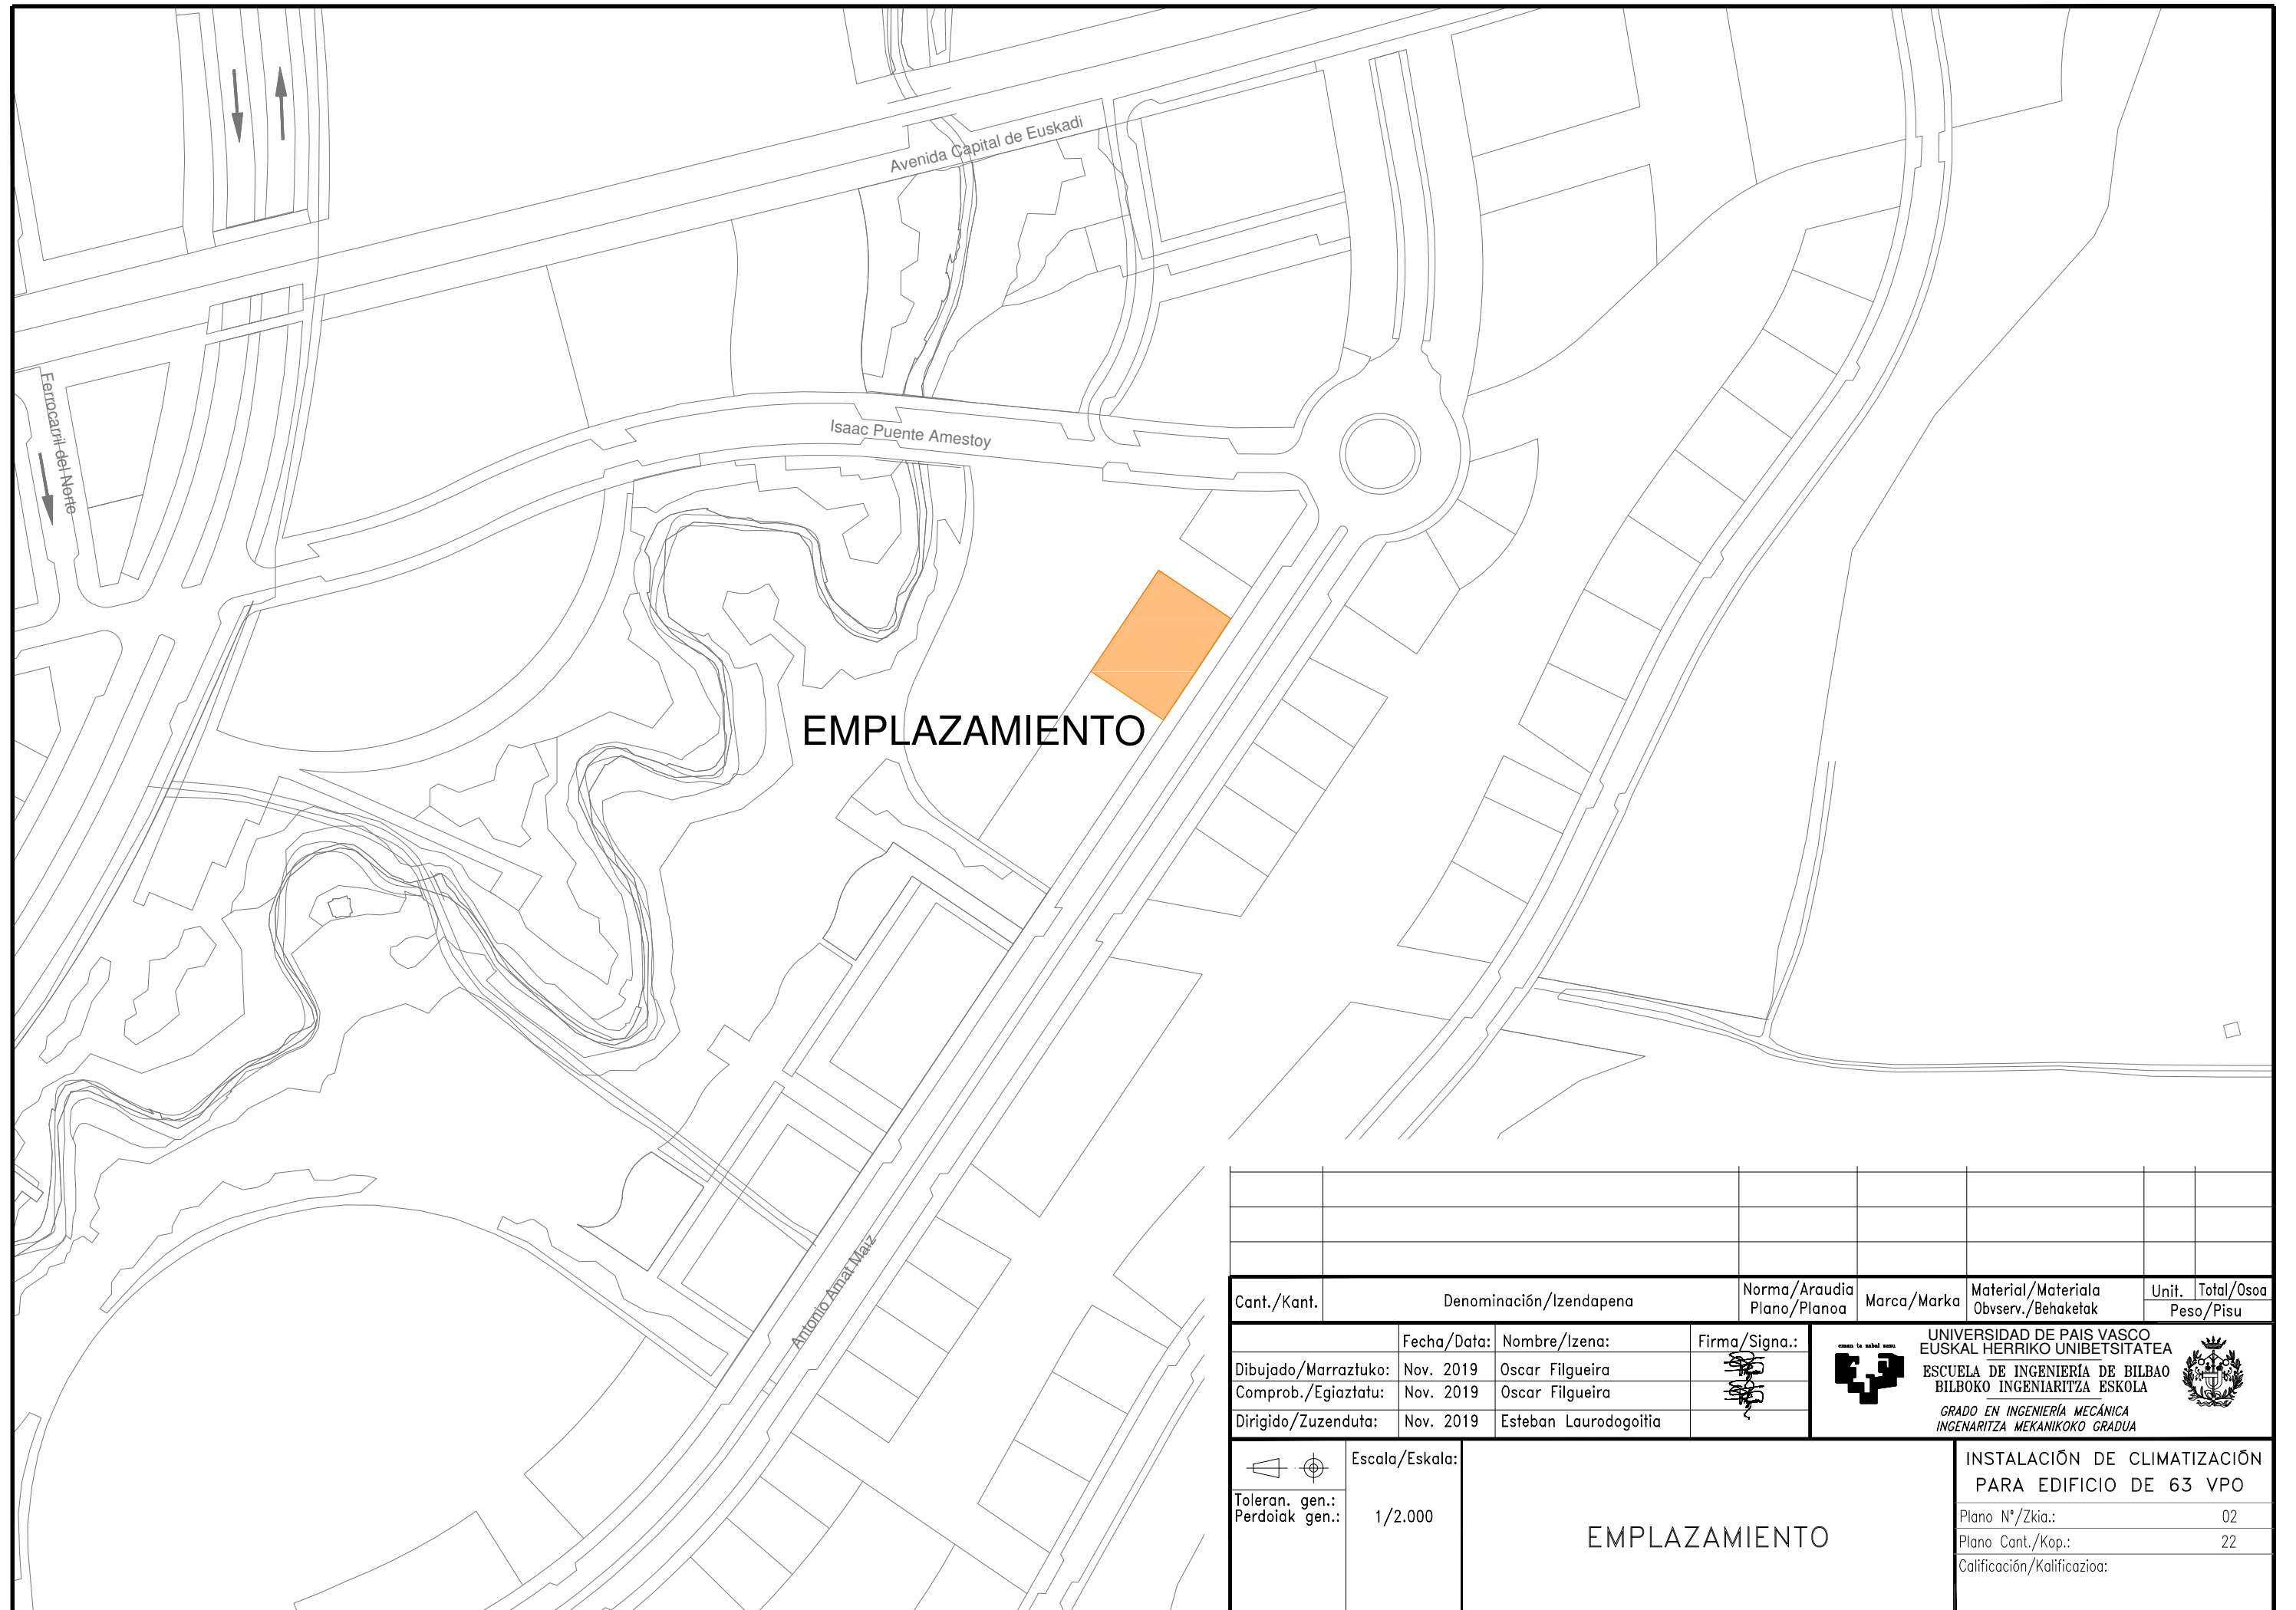 Avenida Capital de Euskadi
Ferrocarril del Norte
Isaac Puente Amestoy
EMPLAZAMIENTO
Antonio Amat Maiz
Cant./Kant.
Denominación/Izendapena
Norma/Araudia
Plano/Planoa
Marca/Marka
Material/Materiala
Obvserv./Behaketak
Unit.
Total/Osoa
Peso/Pisu
Fecha/Data:
Nombre/Izena:
Firma/Signa.:
Dibujado/Marraztuko:
Nov. 2019
Oscar Filgueira
Comprob./Egiaztatu:
Nov. 2019
Oscar Filgueira
Dirigido/Zuzenduta:
Nov. 2019
Esteban Laurodogoitia
eman ta zabal zazu
UNIVERSIDAD DE PAIS VASCO
EUSKAL HERRIKO UNIBETSITATEA
ESCUELA DE INGENIERÍA DE BILBAO
BILBOKO INGENIARITZA ESKOLA
GRADO EN INGENIERÍA MECÁNICA
INGENARITZA MEKANIKOKO GRADUA
Toleran. gen.:
Perdoiak gen.:
Escala/Eskala:
1/2.000
EMPLAZAMIENTO
INSTALACIÓN DE CLIMATIZACIÓN
PARA EDIFICIO DE 63 VPO
Plano Nº/Zkia.: 02
Plano Cant./Kop.: 22
Calificación/Kalificazioa: